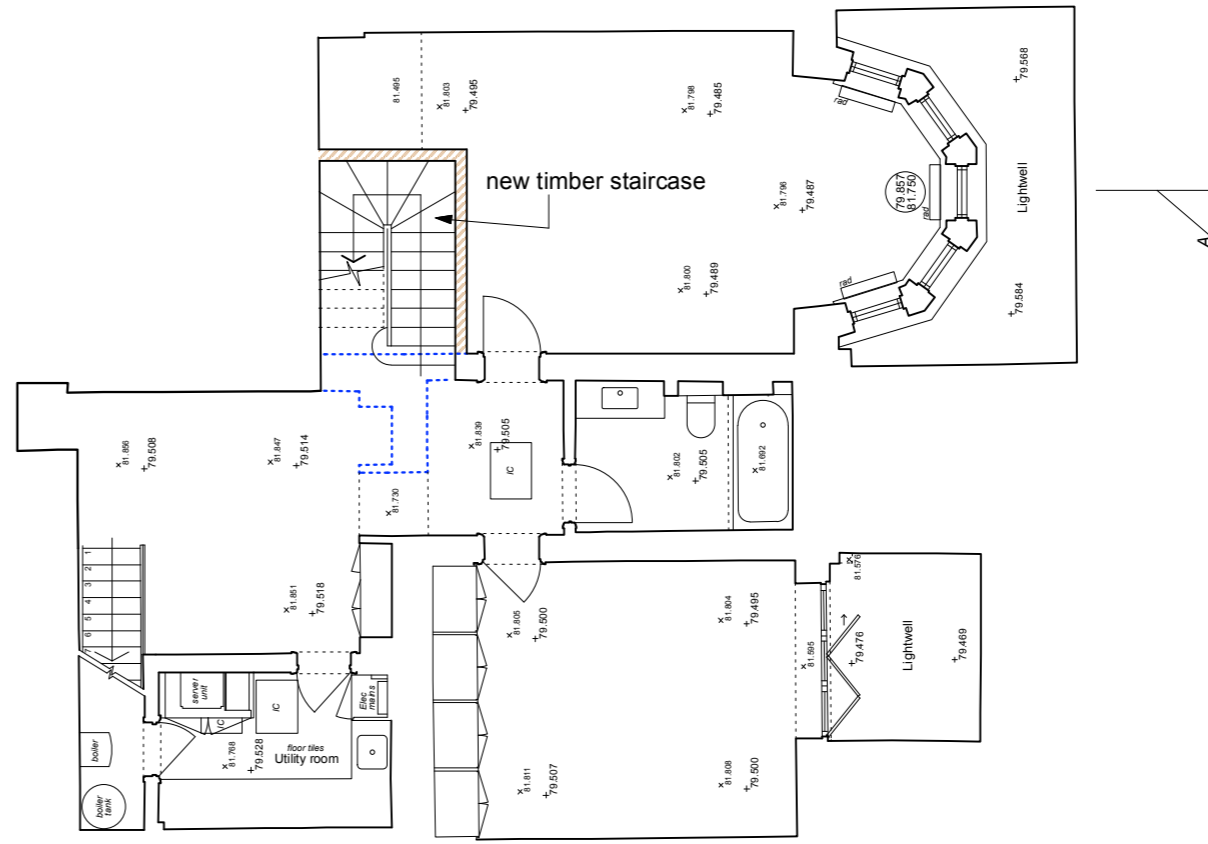 81.495
81.803
79.495
81.798
79.485
79.568
rad
new timber staircase
81.796
79.487
79.857
81.750
rad
Lightwell
A
81.800
79.489
rad
79.584
81.856
79.508
81.847
79.514
81.839
79.505
IC
81.802
79.505
81.692
81.730
1
2
3
4
5
6
7
81.851
79.518
81.805
79.500
81.804
79.495
81.576
81.595
79.476
Lightwell
79.469
server
unit
IC
IC
Elec
mains
boiler
81.768
79.528
floor tiles
Utility room
boiler
tank
81.811
79.507
81.808
79.500